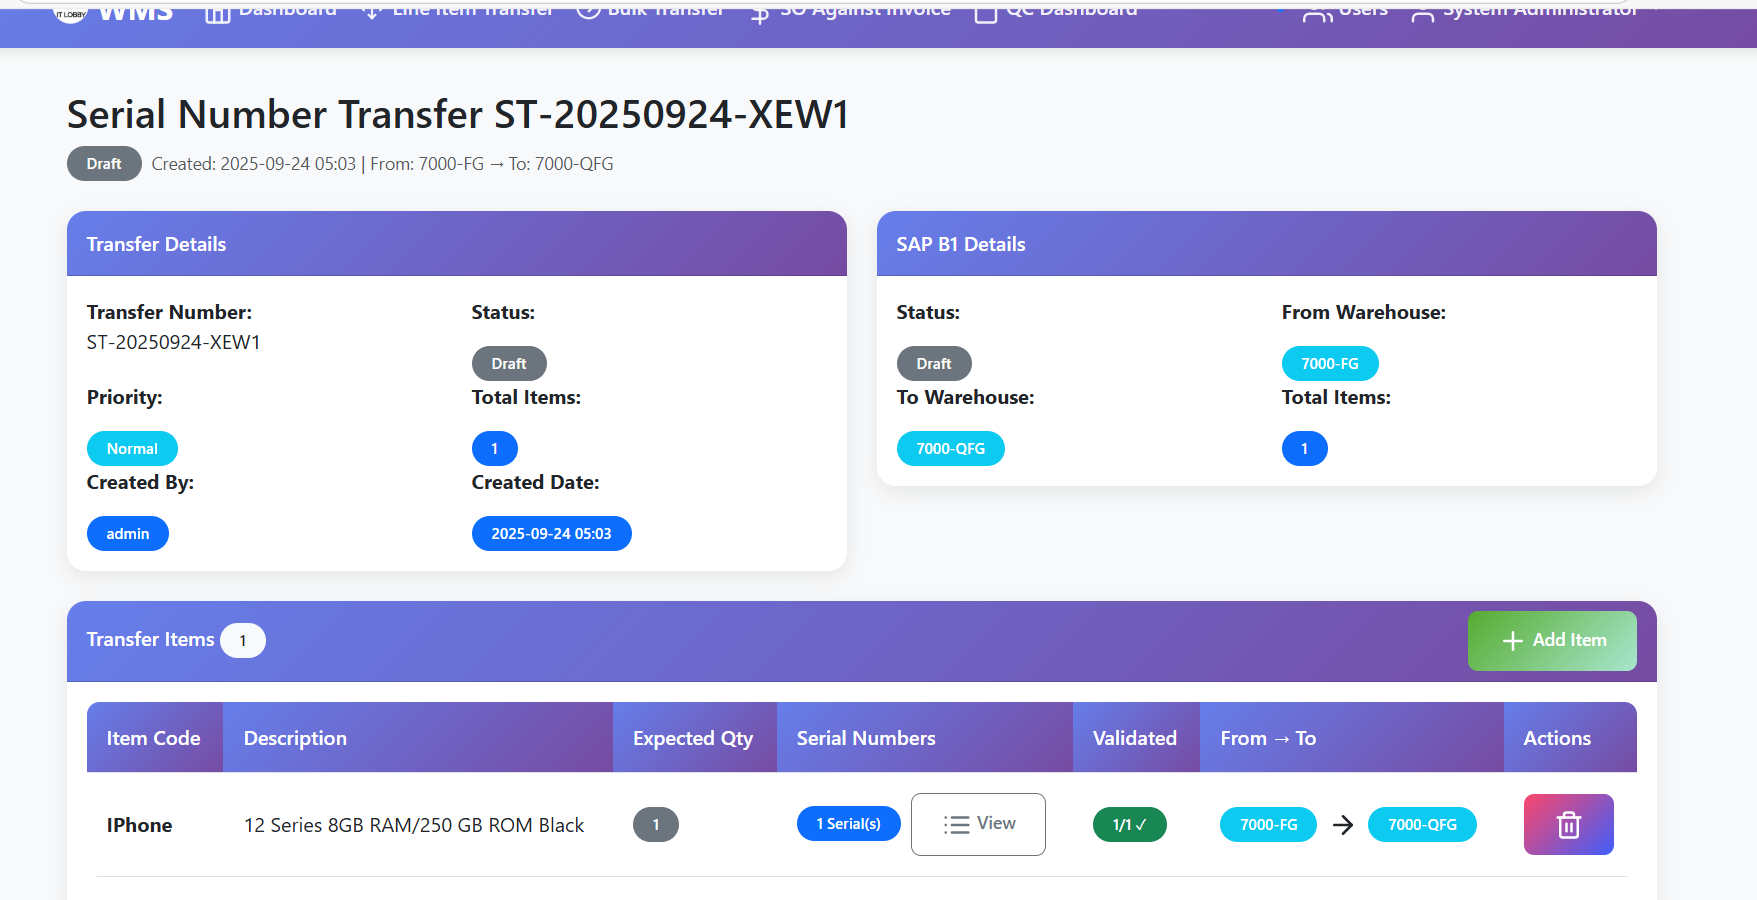 IT LOBBY WMS Dashboard Line Item Transfer Bulk Transfer SO Against Invoice QC Dashboard Users System Administrator
Serial Number Transfer ST-20250924-XEW1
Draft Created: 2025-09-24 05:03 | From: 7000-FG → To: 7000-QFG
Transfer Details
Transfer Number: Status:
ST-20250924-XEW1
Draft
Priority: Total Items:
Normal 1
Created By: Created Date:
admin 2025-09-24 05:03
SAP B1 Details
Status: From Warehouse:
Draft 7000-FG
To Warehouse: Total Items:
7000-QFG 1
Transfer Items 1 Add Item
Item Code Description Expected Qty Serial Numbers Validated From → To Actions
IPhone 12 Series 8GB RAM/250 GB ROM Black 1 1 Serial(s) View 1/1 ✓ 7000-FG → 7000-QFG